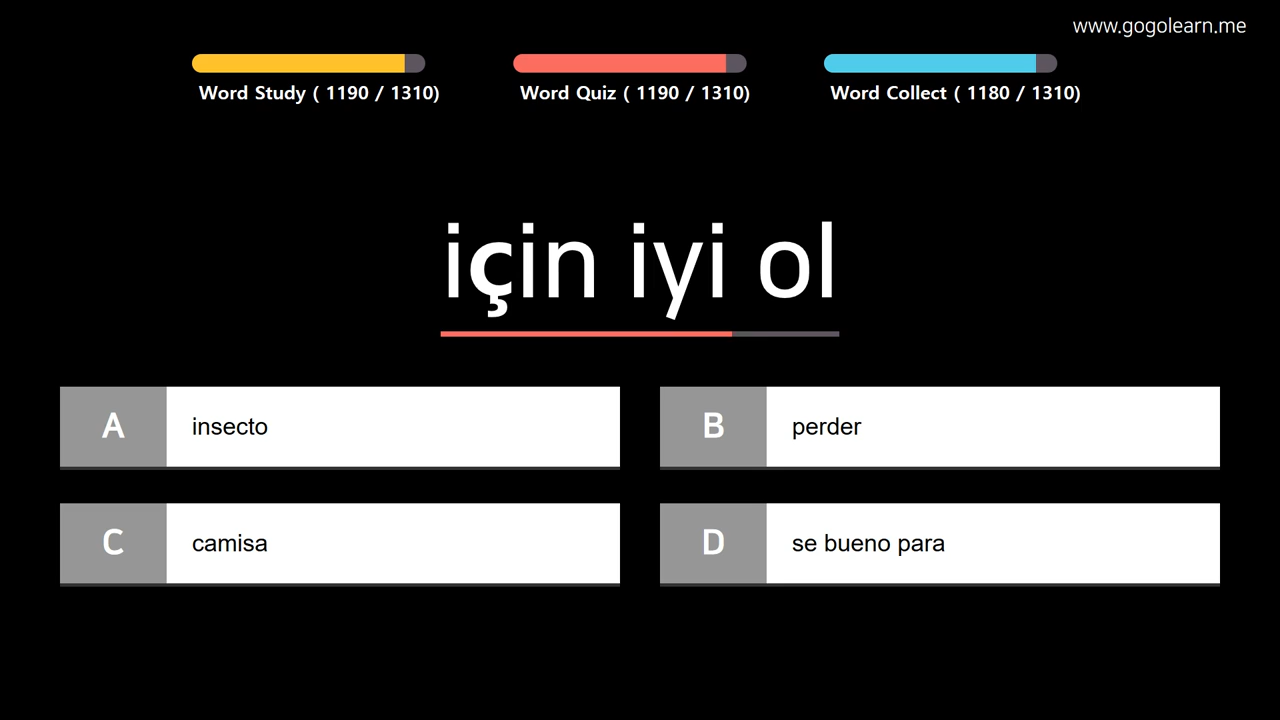 www.gogolearn.me
Word Study ( 1190 / 1310)
Word Quiz ( 1190 / 1310)
Word Collect ( 1180 / 1310)
için iyi ol
A insecto
B perder
C camisa
D se bueno para